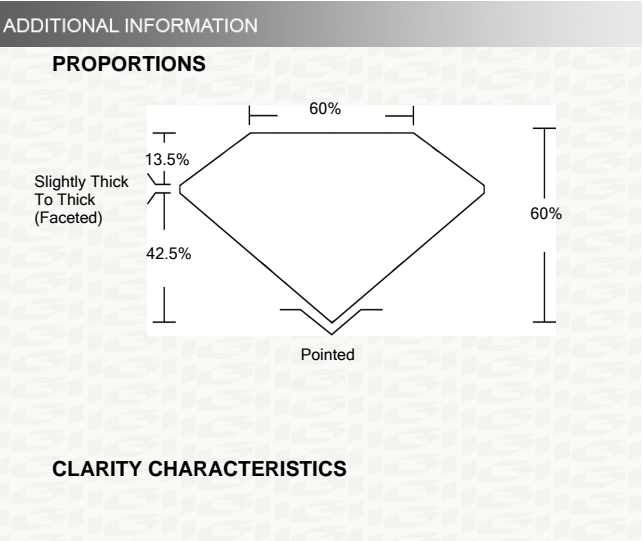 ADDITIONAL INFORMATION
PROPORTIONS
60%
13.5%
Slightly Thick
To Thick
(Faceted)
60%
42.5%
Pointed
CLARITY CHARACTERISTICS